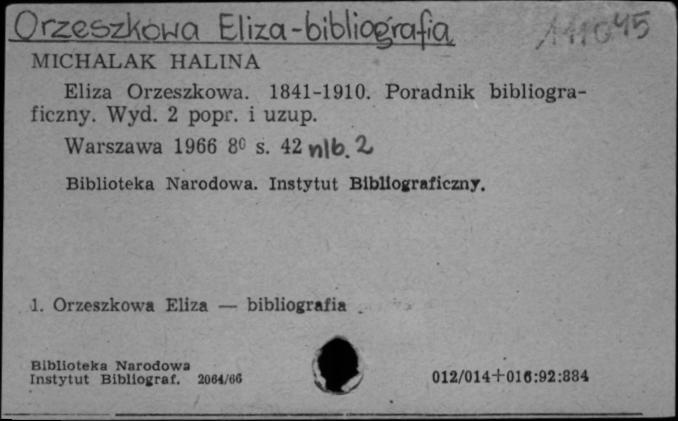 Orzeszkowa Eliza-bibliografia
MICHALAK HALINA
Eliza Orzeszkowa. 1841-1910. Poradnik bibliogra-
ficzny. Wyd. 2 popr. i uzup.
Warszawa 1966 8⁰ s. 42 nlb. 2
Biblioteka Narodowa. Instytut Bibliograficzny.
1. Orzeszkowa Eliza — bibliografia
Biblioteka Narodowa
Instytut Bibliograf. 2064/66
012/014+016:92:884